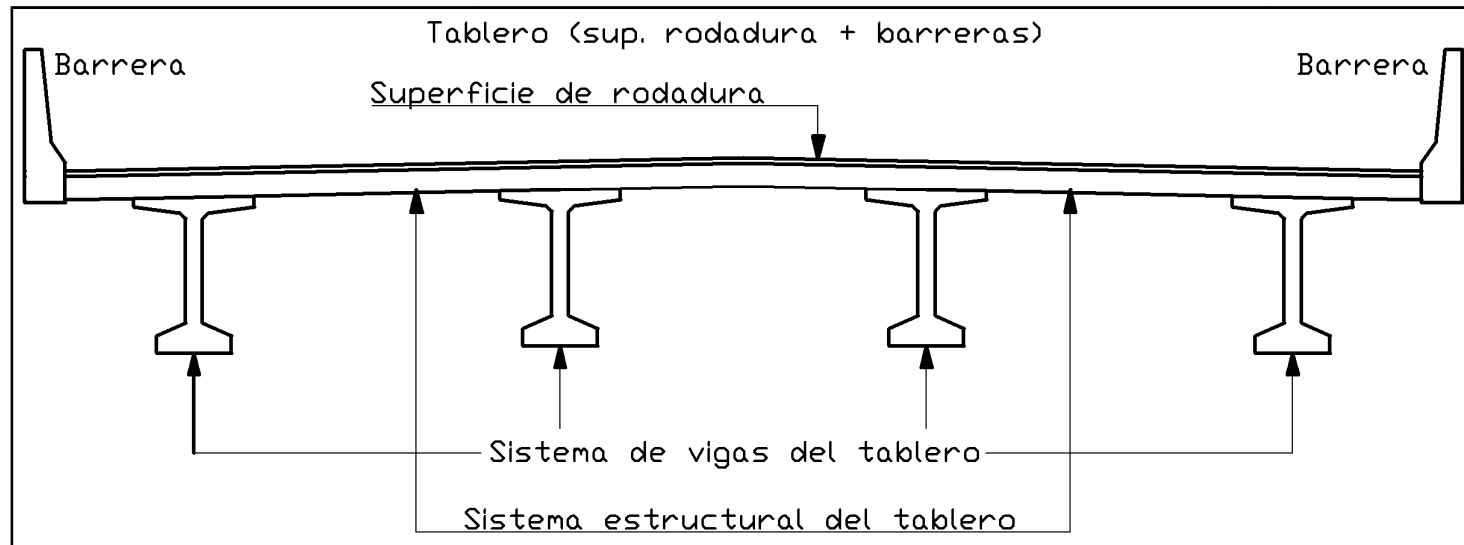 Tablero (sup. rodadura + barreras)
Barrera
Barrera
Superficie de rodadura
Sistema de vigas del tablero
Sistema estructural del tablero